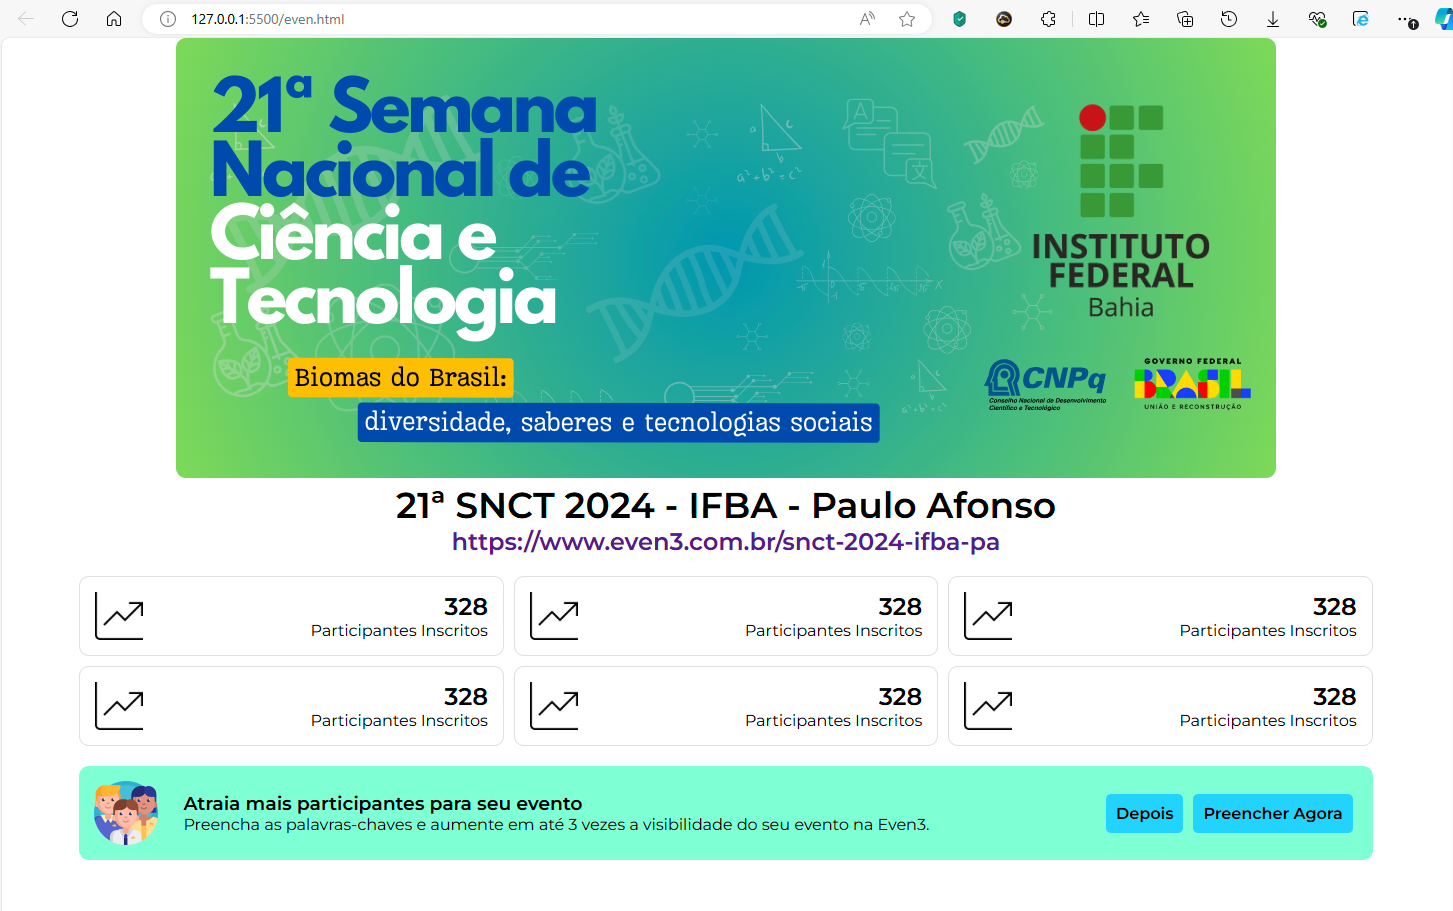 127.0.0.1:5500/even.html
21ª Semana
Nacional de
Ciência e
Tecnologia
Biomas do Brasil:
diversidade, saberes e tecnologias sociais
INSTITUTO
FEDERAL
Bahia
CNPq
Conselho Nacional de Desenvolvimento
Científico e Tecnológico
GOVERNO FEDERAL
BRASIL
UNIÃO E RECONSTRUÇÃO
21ª SNCT 2024 - IFBA - Paulo Afonso
https://www.even3.com.br/snct-2024-ifba-pa
328
Participantes Inscritos
328
Participantes Inscritos
328
Participantes Inscritos
328
Participantes Inscritos
328
Participantes Inscritos
328
Participantes Inscritos
Atraia mais participantes para seu evento
Preencha as palavras-chaves e aumente em até 3 vezes a visibilidade do seu evento na Even3.
Depois
Preencher Agora